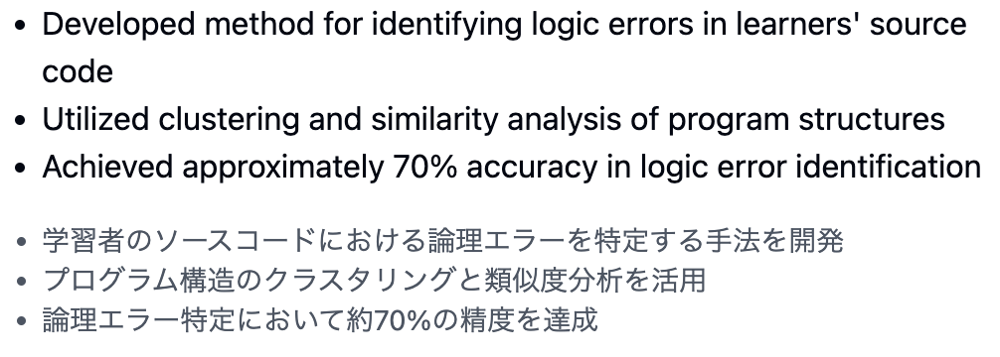 • Developed method for identifying logic errors in learners' source
code
• Utilized clustering and similarity analysis of program structures
• Achieved approximately 70% accuracy in logic error identification
• 学習者のソースコードにおける論理エラーを特定する手法を開発
• プログラム構造のクラスタリングと類似度分析を活用
• 論理エラー特定において約70%の精度を達成